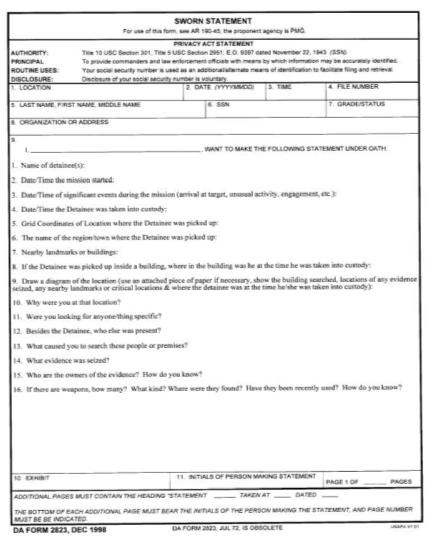 SWORN STATEMENT
For use of this form, see AR 190-45, the proponent agency is PMG.
PRIVACY ACT STATEMENT
AUTHORITY: Title 10 USC Section 301; Title 5 USC Section 2951; E.O. 9397 dated November 22, 1943 (SSN).
PRINCIPAL To provide commanders and law enforcement officials with means by which information may be accurately identified.
ROUTINE USES: Your social security number is used as an additional/alternate means of identification to facilitate filing and retrieval.
DISCLOSURE: Disclosure of your social security number is voluntary.
1. LOCATION 2. DATE (YYYYMMDD) 3. TIME 4. FILE NUMBER
5. LAST NAME, FIRST NAME, MIDDLE NAME 6. SSN 7. GRADE/STATUS
8. ORGANIZATION OR ADDRESS
9.
I, , WANT TO MAKE THE FOLLOWING STATEMENT UNDER OATH:
1. Name of detainee(s):
2. Date/Time the mission started:
3. Date/Time of significant events during the mission (arrival at target, unusual activity, engagement, etc.):
4. Date/Time the Detainee was taken into custody:
5. Grid Coordinates of Location where the Detainee was picked up:
6. The name of the region/town where the Detainee was picked up:
7. Nearby landmarks or buildings:
8. If the Detainee was picked up inside a building, where in the building was he at the time he was taken into custody:
9. Draw a diagram of the location (use an attached piece of paper if necessary, show the building searched, locations of any evidence
seized, any nearby landmarks or critical locations & where the detainee was at the time he/she was taken into custody):
10. Why were you at that location?
11. Were you looking for anyone/thing specific?
12. Besides the Detainee, who else was present?
13. What caused you to search these people or premises?
14. What evidence was seized?
15. Who are the owners of the evidence? How do you know?
16. If there are weapons, how many? What kind? Where were they found? Have they been recently used? How do you know?
10. EXHIBIT 11. INITIALS OF PERSON MAKING STATEMENT PAGE 1 OF PAGES
ADDITIONAL PAGES MUST CONTAIN THE HEADING "STATEMENT TAKEN AT DATED
THE BOTTOM OF EACH ADDITIONAL PAGE MUST BEAR THE INITIALS OF THE PERSON MAKING THE STATEMENT, AND PAGE NUMBER
MUST BE BE INDICATED.
DA FORM 2823, DEC 1998 DA FORM 2823, JUL 72, IS OBSOLETE USAPA V1.01